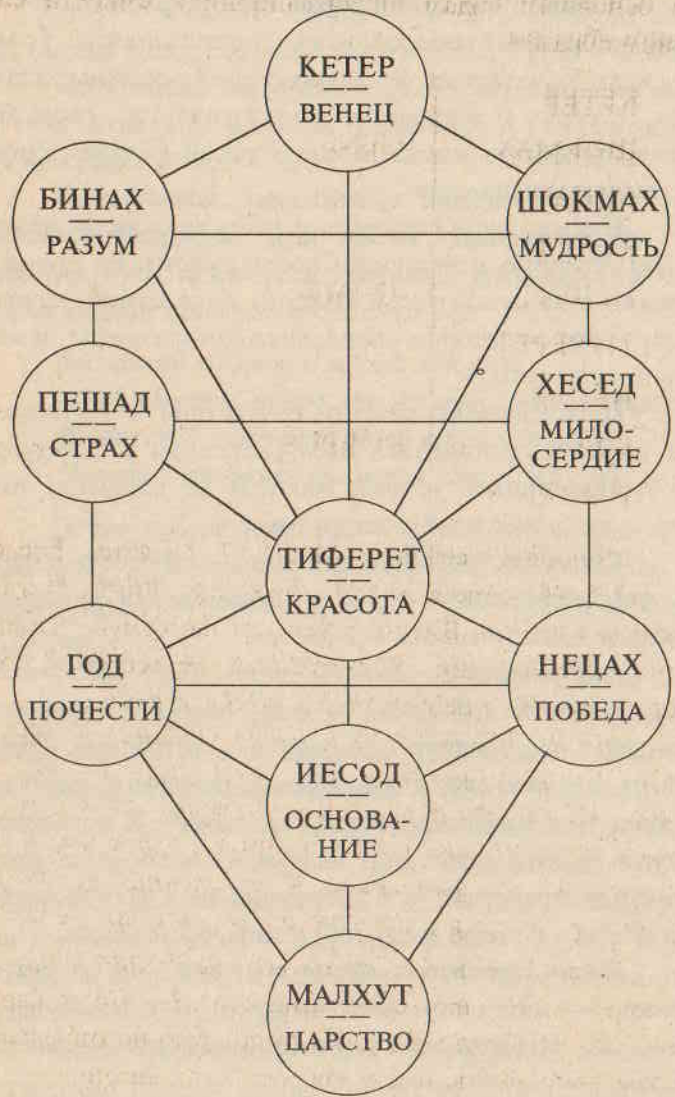 КЕТЕР
ВЕНЕЦ
БИНАХ
РАЗУМ
ШОКМАХ
МУДРОСТЬ
ПЕШАД
СТРАХ
ХЕСЕД
МИЛО-
СЕРДИЕ
ТИФЕРЕТ
КРАСОТА
ГОД
ПОЧЕСТИ
НЕЦАХ
ПОБЕДА
ИЕСОД
ОСНОВА-
НИЕ
МАЛХУТ
ЦАРСТВО